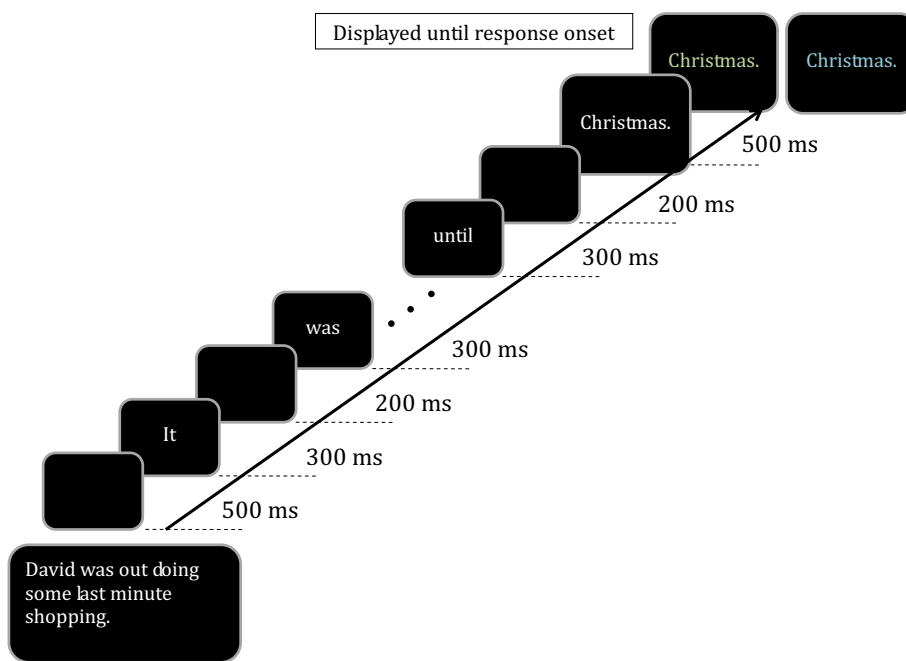 Displayed until response onset
Christmas.
Christmas.
Christmas.
500 ms
200 ms
until
300 ms
was
300 ms
200 ms
It
300 ms
500 ms
David was out doing
some last minute
shopping.